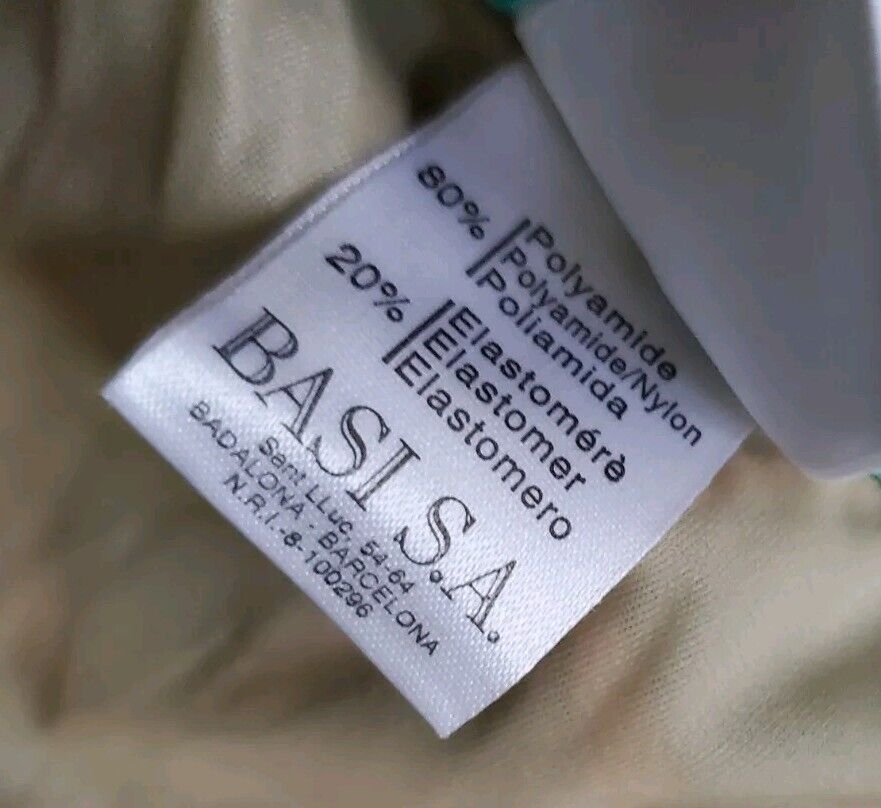 80%
Polyamide
Polyamide/Nylon
Poliamida
20%
Elastomérè
Elastomer
Elastomero
BASI S.A.
Sant LLuc, 54-64
BADALONA - BARCELONA
N.R.I.-8-100296